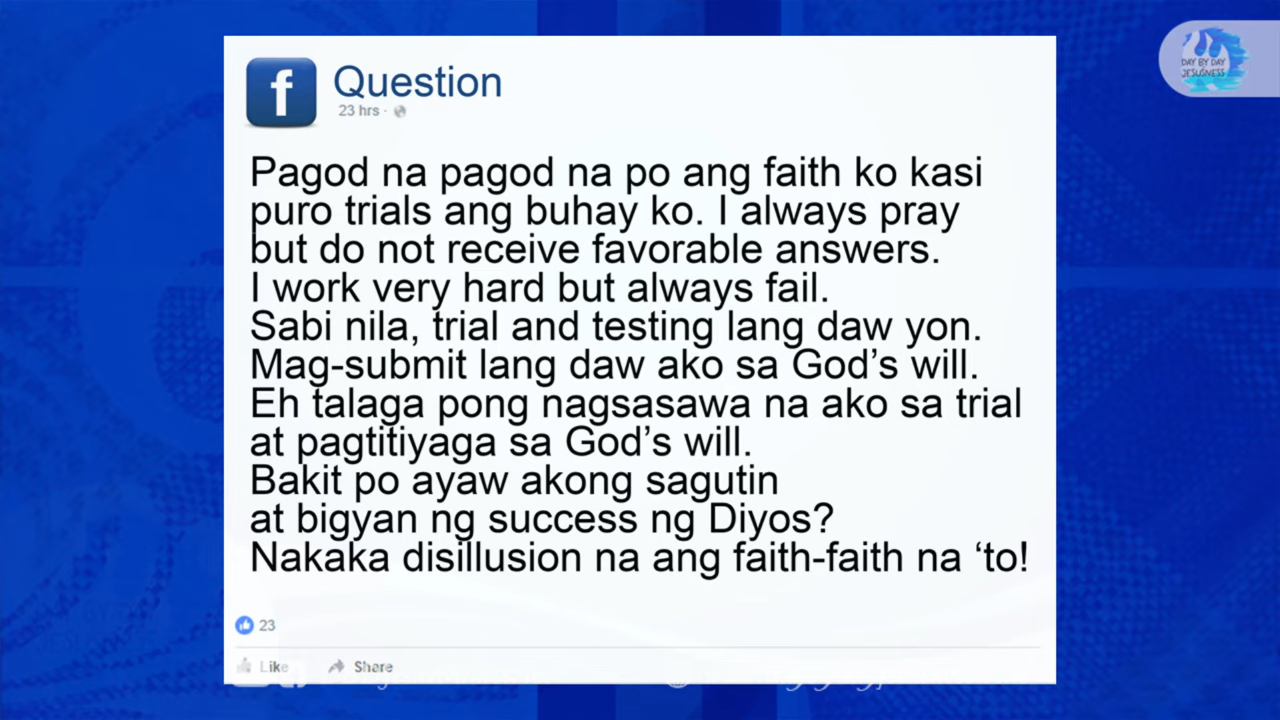 DAY BY DAY
JESUSNESS
f
Question
23 hrs ·
Pagod na pagod na po ang faith ko kasi
puro trials ang buhay ko. I always pray
but do not receive favorable answers.
I work very hard but always fail.
Sabi nila, trial and testing lang daw yon.
Mag-submit lang daw ako sa God’s will.
Eh talaga pong nagsasawa na ako sa trial
at pagtitiyaga sa God’s will.
Bakit po ayaw akong sagutin
at bigyan ng success ng Diyos?
Nakaka disillusion na ang faith-faith na ‘to!
23
Like Share